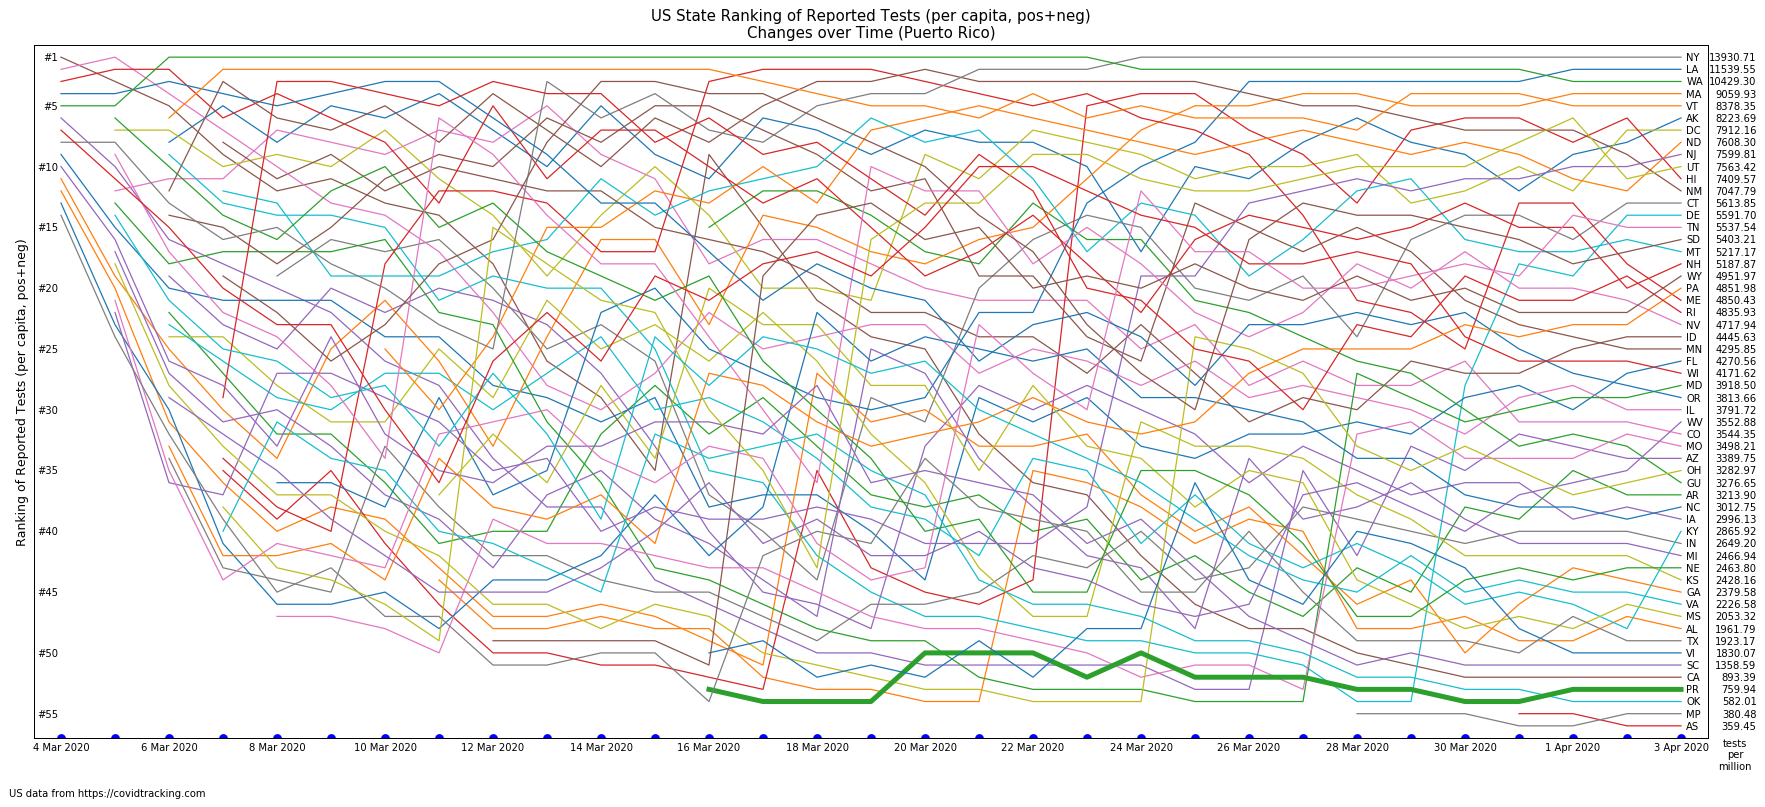 US State Ranking of Reported Tests (per capita, pos+neg)
Changes over Time (Puerto Rico)
Ranking of Reported Tests (per capita, pos+neg)
#1
#5
#10
#15
#20
#25
#30
#35
#40
#45
#50
#55
NY 13930.71
LA 11539.55
WA 10429.30
MA 9059.93
VT 8378.35
AK 8223.69
DC 7912.16
ND 7608.30
NJ 7599.81
UT 7563.42
HI 7409.57
NM 7047.79
CT 5613.85
DE 5591.70
TN 5537.54
SD 5403.21
MT 5217.17
NH 5187.87
WY 4951.97
PA 4851.98
ME 4850.43
RI 4835.93
NV 4717.94
ID 4445.63
MN 4295.85
FL 4270.56
WI 4171.62
MD 3918.50
OR 3813.66
IL 3791.72
WV 3552.88
CO 3544.35
MO 3498.21
AZ 3389.75
OH 3282.97
GU 3276.65
AR 3213.90
NC 3012.75
IA 2996.13
KY 2865.92
IN 2649.20
MI 2466.94
NE 2463.80
KS 2428.16
GA 2379.58
VA 2226.58
MS 2053.32
AL 1961.79
TX 1923.17
VI 1830.07
SC 1358.59
CA 893.39
PR 759.94
OK 582.01
MP 380.48
AS 359.45
4 Mar 2020 6 Mar 2020 8 Mar 2020 10 Mar 2020 12 Mar 2020 14 Mar 2020 16 Mar 2020 18 Mar 2020 20 Mar 2020 22 Mar 2020 24 Mar 2020 26 Mar 2020 28 Mar 2020 30 Mar 2020 1 Apr 2020 3 Apr 2020
tests
per
million
US data from https://covidtracking.com